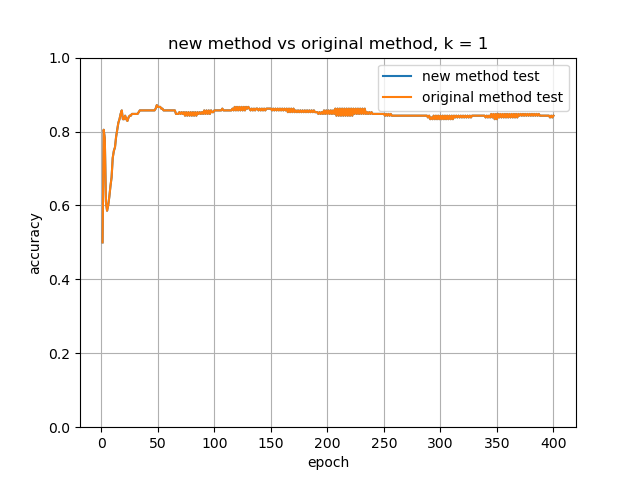 new method vs original method, k = 1
new method test
original method test
1.0
0.8
0.6
0.4
0.2
0.0
accuracy
0 50 100 150 200 250 300 350 400
epoch